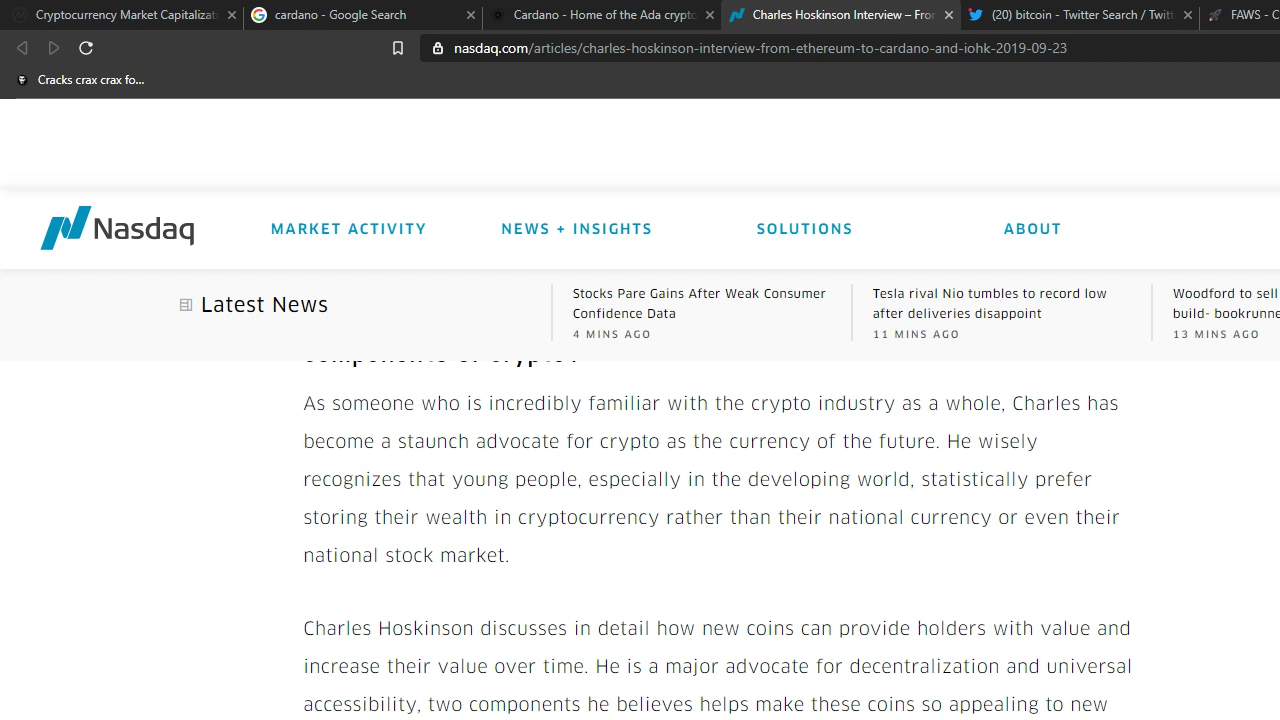 Cryptocurrency Market Capitalizat
cardano - Google Search
Cardano - Home of the Ada crypto
Charles Hoskinson Interview – Fro
(20) bitcoin - Twitter Search / Twitt
FAWS - C
nasdaq.com/articles/charles-hoskinson-interview-from-ethereum-to-cardano-and-iohk-2019-09-23
Cracks crax crax fo...
Nasdaq
MARKET ACTIVITY
NEWS + INSIGHTS
SOLUTIONS
ABOUT
Latest News
Stocks Pare Gains After Weak Consumer
Confidence Data
4 MINS AGO
Tesla rival Nio tumbles to record low
after deliveries disappoint
11 MINS AGO
Woodford to sell
build- bookrunne
13 MINS AGO
components of crypto?
As someone who is incredibly familiar with the crypto industry as a whole, Charles has
become a staunch advocate for crypto as the currency of the future. He wisely
recognizes that young people, especially in the developing world, statistically prefer
storing their wealth in cryptocurrency rather than their national currency or even their
national stock market.
Charles Hoskinson discusses in detail how new coins can provide holders with value and
increase their value over time. He is a major advocate for decentralization and universal
accessibility, two components he believes helps make these coins so appealing to new